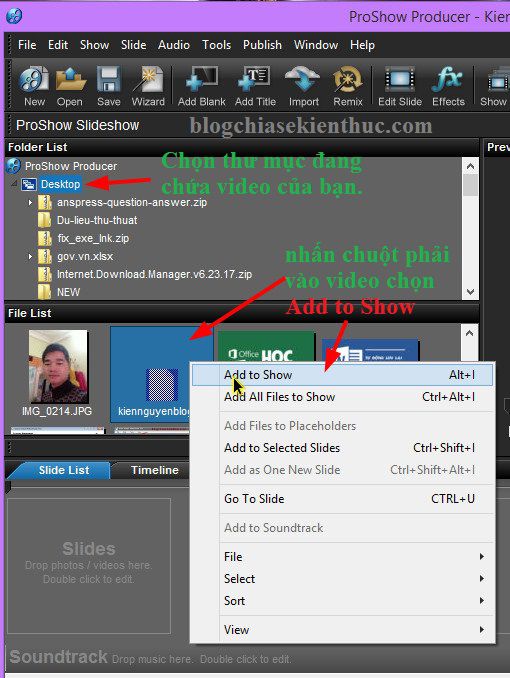 ProShow Producer - Kien
File Edit Show Slide Audio Tools Publish Window Help
New Open Save Wizard Add Blank Add Title Import Remix Edit Slide Effects Show
ProShow Slideshow
blogchiasekienthuc.com
Folder List
Prev
ProShow Producer
Desktop
Chọn thư mục đang
chứa video của bạn.
anspress-question-answer.zip
Du-lieu-thu-thuat
fix_exe_lnk.zip
gov.vn.xlsx
Internet.Download.Manager.v6.23.17.zip
NEW
nhấn chuột phải
vào video chọn
Add to Show
File List
Office HỌC
TỰ ĐỘNG LƯU LẠI
IMG_0214.JPG
kiennguyenblog
Add to Show Alt+I
Add All Files to Show Ctrl+Alt+I
Add Files to Placeholders
Add to Selected Slides Ctrl+Shift+I
Add as One New Slide Ctrl+Shift+Alt+I
Go To Slide CTRL+U
Add to Soundtrack
File
Select
Sort
View
Slide List Timeline
Slides
Drop photos / videos here.
Double click to edit.
Soundtrack Drop music here. Double click to edit.